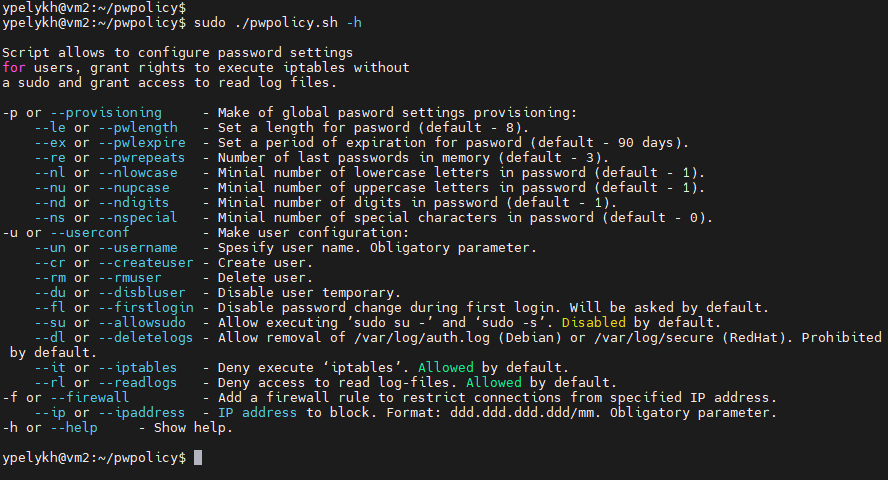 ypelykh@vm2:~/pwpolicy$
ypelykh@vm2:~/pwpolicy$ sudo ./pwpolicy.sh -h
Script allows to configure password settings
for users, grant rights to execute iptables without
a sudo and grant access to read log files.
-p or --provisioning     - Make of global pasword settings provisioning:
    --le or --pwlength   - Set a length for pasword (default - 8).
    --ex or --pwlexpire  - Set a period of expiration for pasword (default - 90 days).
    --re or --pwrepeats  - Number of last passwords in memory (default - 3).
    --nl or --nlowcase   - Minial number of lowercase letters in password (default - 1).
    --nu or --nupcase    - Minial number of uppercase letters in password (default - 1).
    --nd or --ndigits    - Minial number of digits in password (default - 1).
    --ns or --nspecial   - Minial number of special characters in password (default - 0).
-u or --userconf         - Make user configuration:
    --un or --username   - Spesify user name. Obligatory parameter.
    --cr or --createuser - Create user.
    --rm or --rmuser     - Delete user.
    --du or --disbluser  - Disable user temporary.
    --fl or --firstlogin - Disable password change during first login. Will be asked by default.
    --su or --allowsudo  - Allow executing ’sudo su -’ and ‘sudo -s’. Disabled by default.
    --dl or --deletelogs - Allow removal of /var/log/auth.log (Debian) or /var/log/secure (RedHat). Prohibited
 by default.
    --it or --iptables   - Deny execute ‘iptables’. Allowed by default.
    --rl or --readlogs   - Deny access to read log-files. Allowed by default.
-f or --firewall         - Add a firewall rule to restrict connections from specified IP address.
    --ip or --ipaddress  - IP address to block. Format: ddd.ddd.ddd.ddd/mm. Obligatory parameter.
-h or --help     - Show help.
ypelykh@vm2:~/pwpolicy$